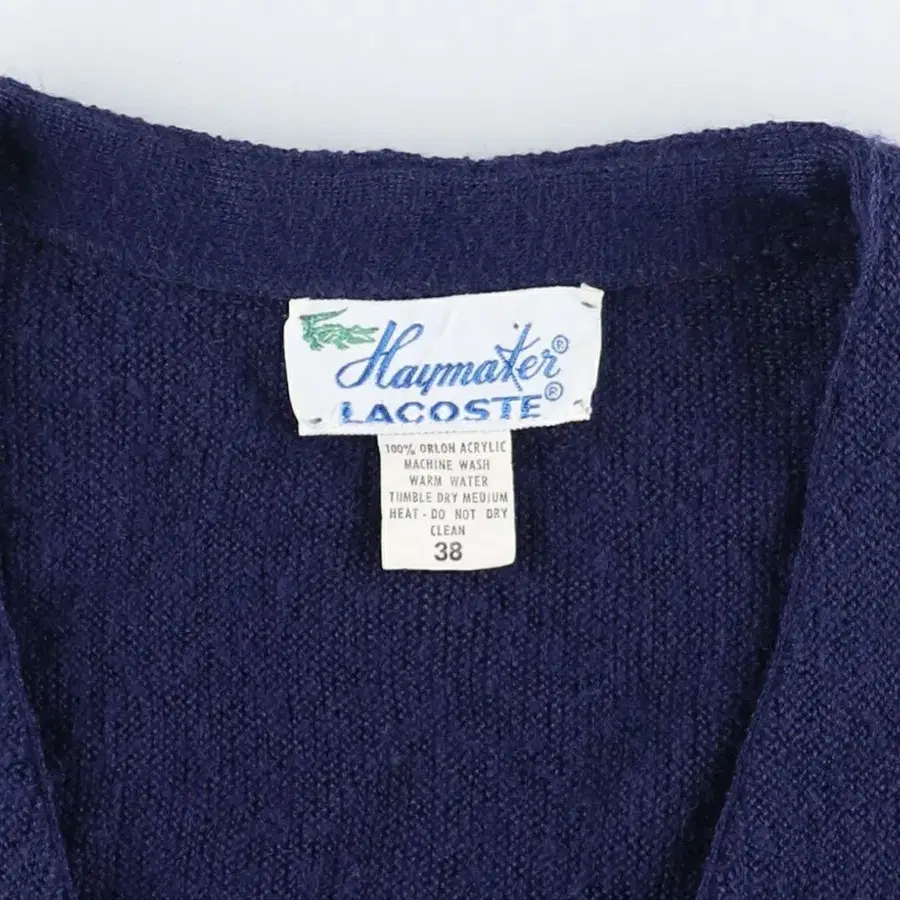 Haymaker®
LACOSTE®
100% ORLON ACRYLIC
MACHINE WASH
WARM WATER
TUMBLE DRY MEDIUM
HEAT - DO NOT DRY
CLEAN
38